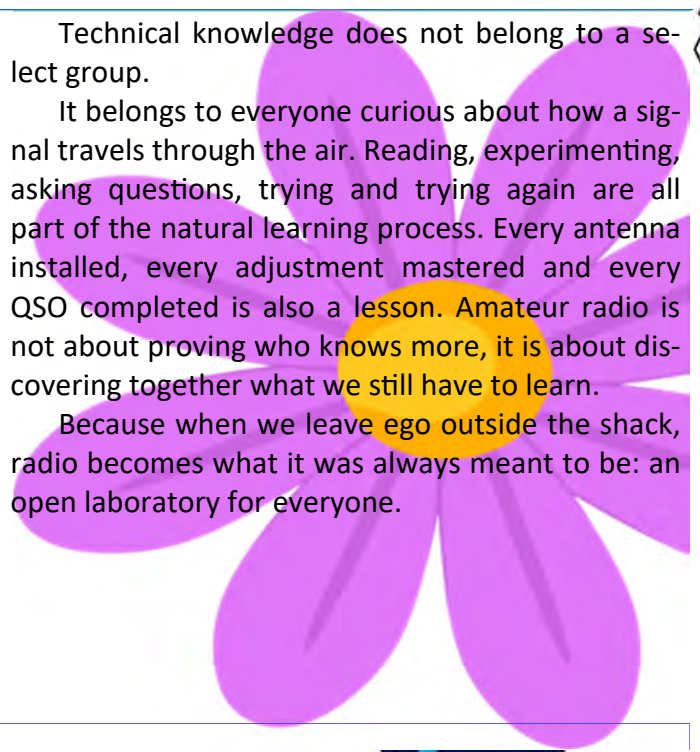 Technical knowledge does not belong to a se-
lect group.
It belongs to everyone curious about how a sig-
nal travels through the air. Reading, experimenting,
asking questions, trying and trying again are all
part of the natural learning process. Every antenna
installed, every adjustment mastered and every
QSO completed is also a lesson. Amateur radio is
not about proving who knows more, it is about dis-
covering together what we still have to learn.
Because when we leave ego outside the shack,
radio becomes what it was always meant to be: an
open laboratory for everyone.